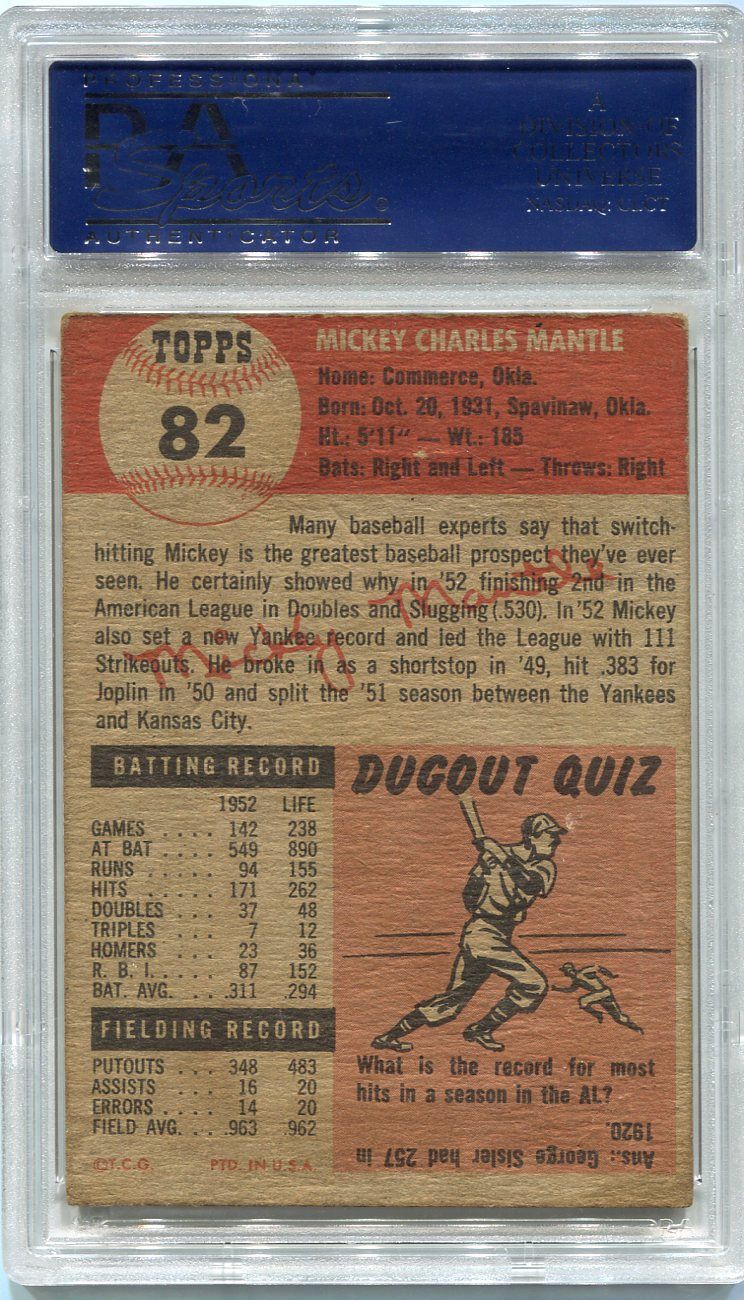 PROFESSIONAL
PSA
Sports®
AUTHENTICATOR
A
DIVISION OF
COLLECTORS
UNIVERSE
NASDAQ: CLCT
TOPPS
82
MICKEY CHARLES MANTLE
Home: Commerce, Okla.
Born: Oct. 20, 1931, Spavinaw, Okla.
Ht.: 5'11" — Wt.: 185
Bats: Right and Left — Throws: Right
Many baseball experts say that switch-
hitting Mickey is the greatest baseball prospect they've ever
seen. He certainly showed why in '52 finishing 2nd in the
American League in Doubles and Slugging (.530). In '52 Mickey
also set a new Yankee record and led the League with 111
Strikeouts. He broke in as a shortstop in '49, hit .383 for
Joplin in '50 and split the '51 season between the Yankees
and Kansas City.
Micky Mantle
BATTING RECORD
1952 LIFE
GAMES .... 142 238
AT BAT .... 549 890
RUNS .... 94 155
HITS .... 171 262
DOUBLES ... 37 48
TRIPLES ... 7 12
HOMERS ... 23 36
R. B. I. .... 87 152
BAT. AVG. ... .311 .294
FIELDING RECORD
PUTOUTS ... 348 483
ASSISTS ... 16 20
ERRORS .... 14 20
FIELD AVG. .. .963 .962
©T.C.G. PTD. IN U.S.A.
DUGOUT QUIZ
What is the record for most
hits in a season in the AL?
Ans.: George Sisler had 257 in
1920.